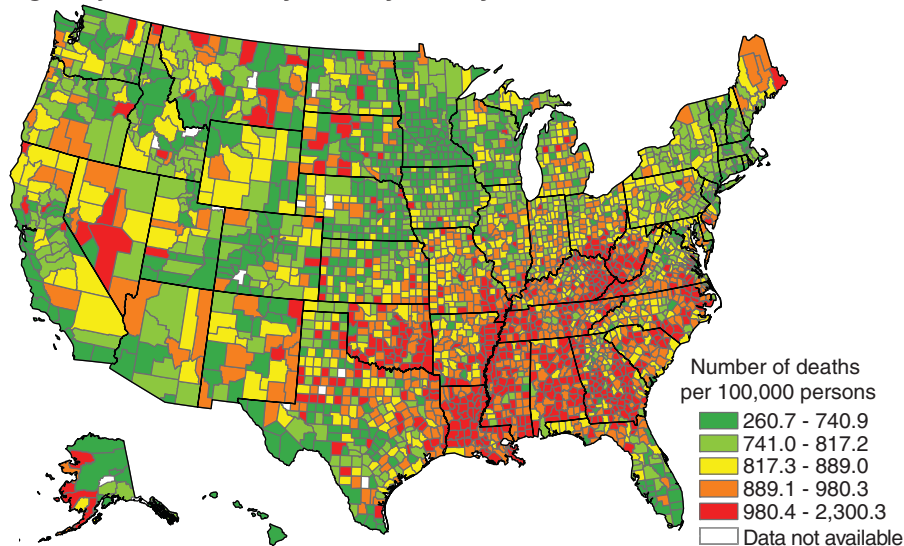 Number of deaths
per 100,000 persons
260.7 - 740.9
741.0 - 817.2
817.3 - 889.0
889.1 - 980.3
980.4 - 2,300.3
Data not available